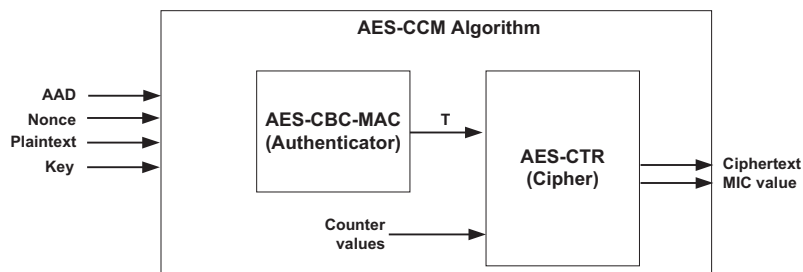 AES-CCM Algorithm
AAD
Nonce
Plaintext
Key
AES-CBC-MAC
(Authenticator)
T
AES-CTR
(Cipher)
Counter
values
Ciphertext
MIC value